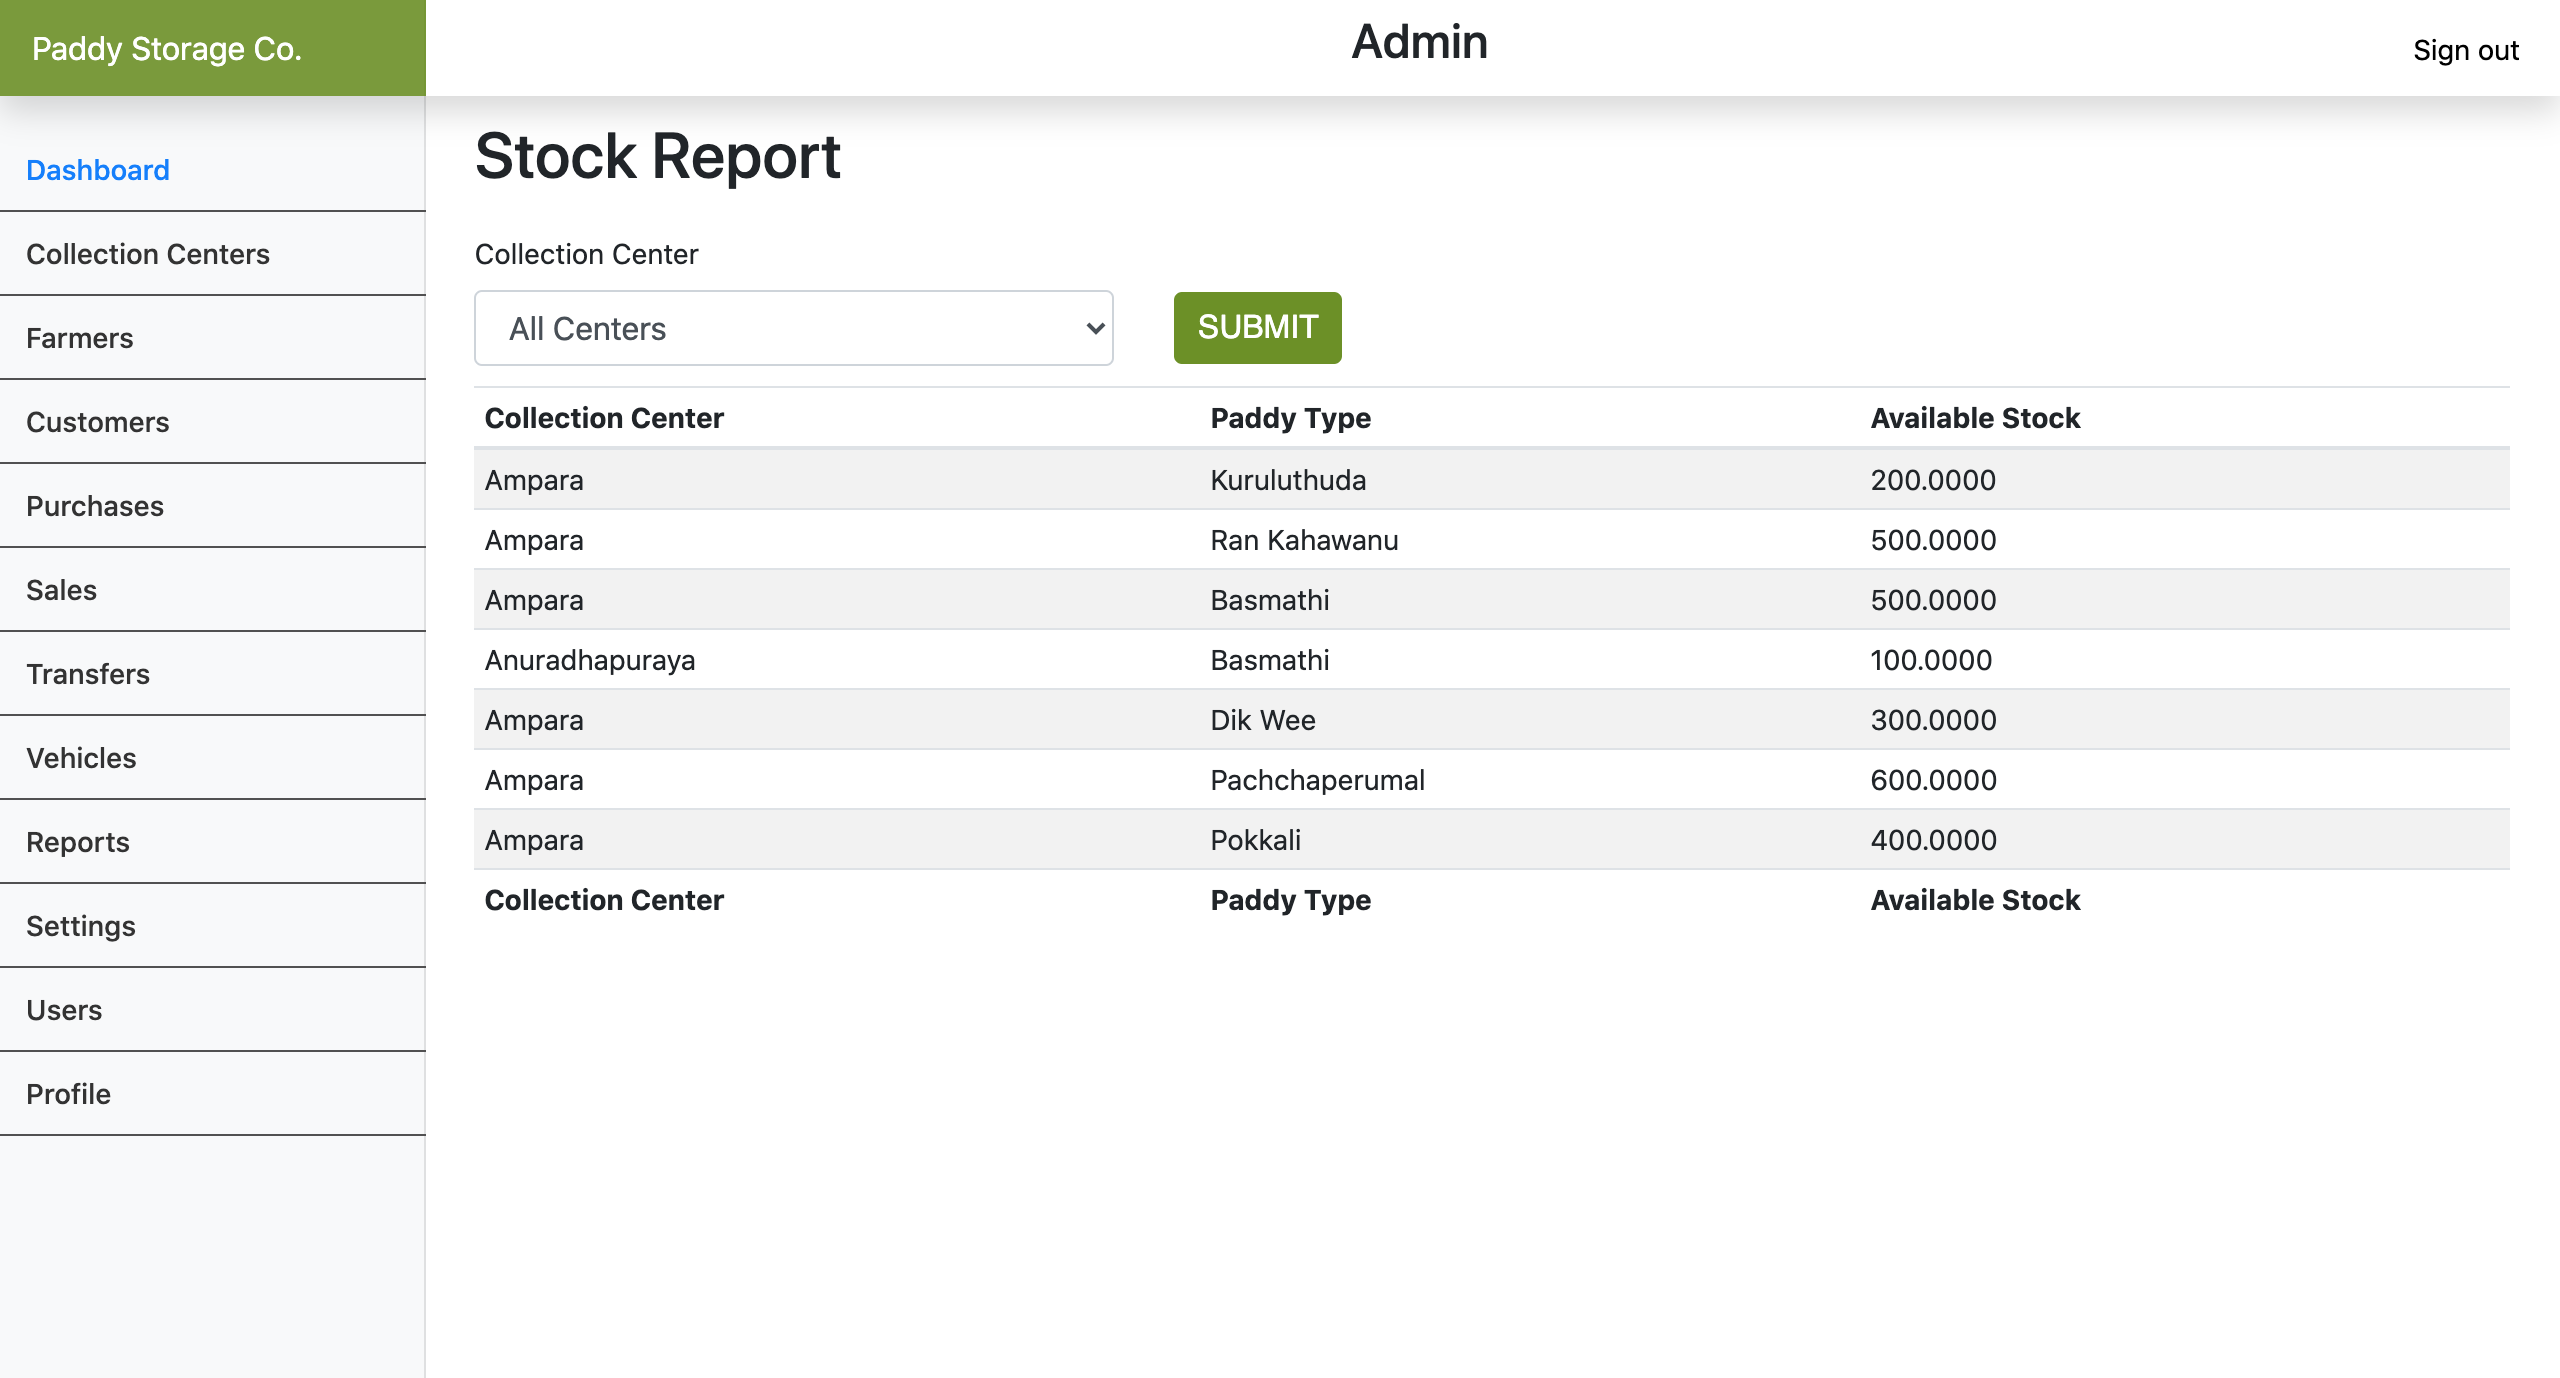 Paddy Storage Co.
Admin
Sign out
Dashboard
Collection Centers
Farmers
Customers
Purchases
Sales
Transfers
Vehicles
Reports
Settings
Users
Profile
Stock Report
Collection Center
All Centers
SUBMIT
Collection Center Paddy Type Available Stock
Ampara Kuruluthuda 200.0000
Ampara Ran Kahawanu 500.0000
Ampara Basmathi 500.0000
Anuradhapuraya Basmathi 100.0000
Ampara Dik Wee 300.0000
Ampara Pachchaperumal 600.0000
Ampara Pokkali 400.0000
Collection Center Paddy Type Available Stock